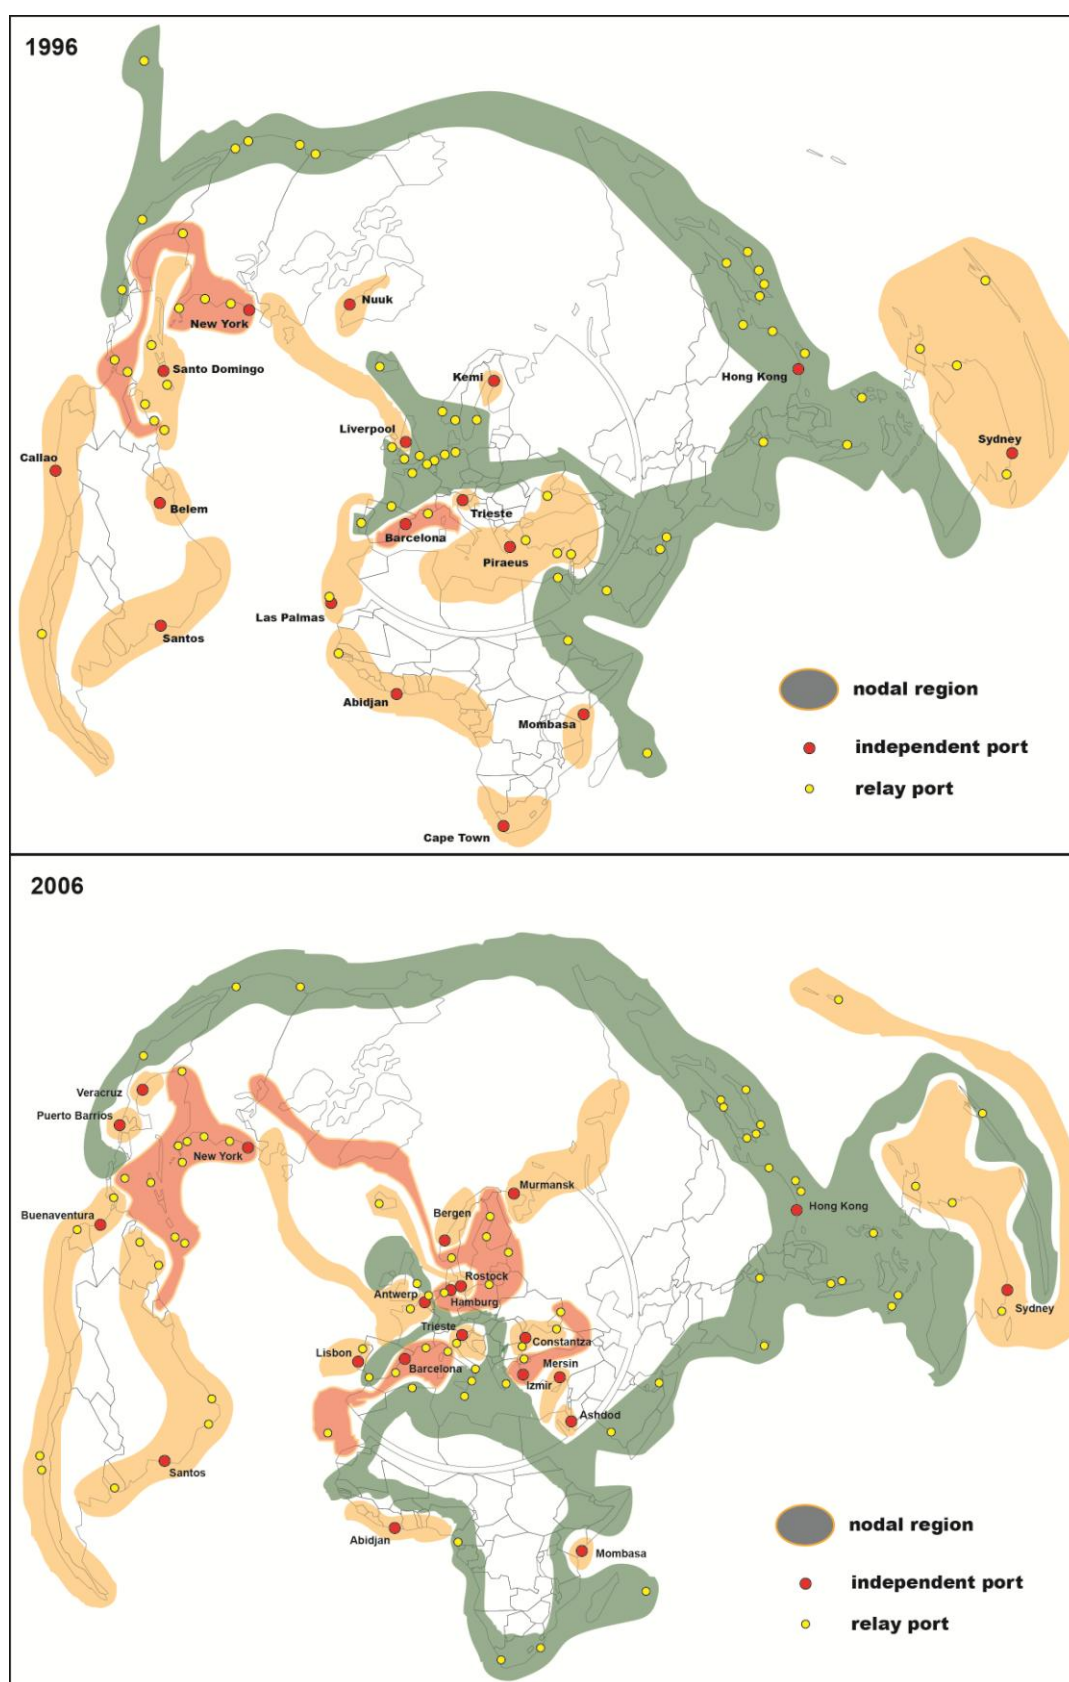 1996
Nuuk
New York
Santo Domingo
Kemi
Hong Kong
Liverpool
Sydney
Callao
Belem
Trieste
Barcelona
Piraeus
Las Palmas
Santos
Abidjan
Mombasa
Cape Town
nodal region
independent port
relay port
2006
Veracruz
Puerto Barrios
New York
Murmansk
Buenaventura
Bergen
Hong Kong
Rostock
Antwerp
Hamburg
Sydney
Trieste
Constantza
Lisbon
Barcelona
Mersin
Izmir
Ashdod
Santos
Abidjan
Mombasa
nodal region
independent port
relay port